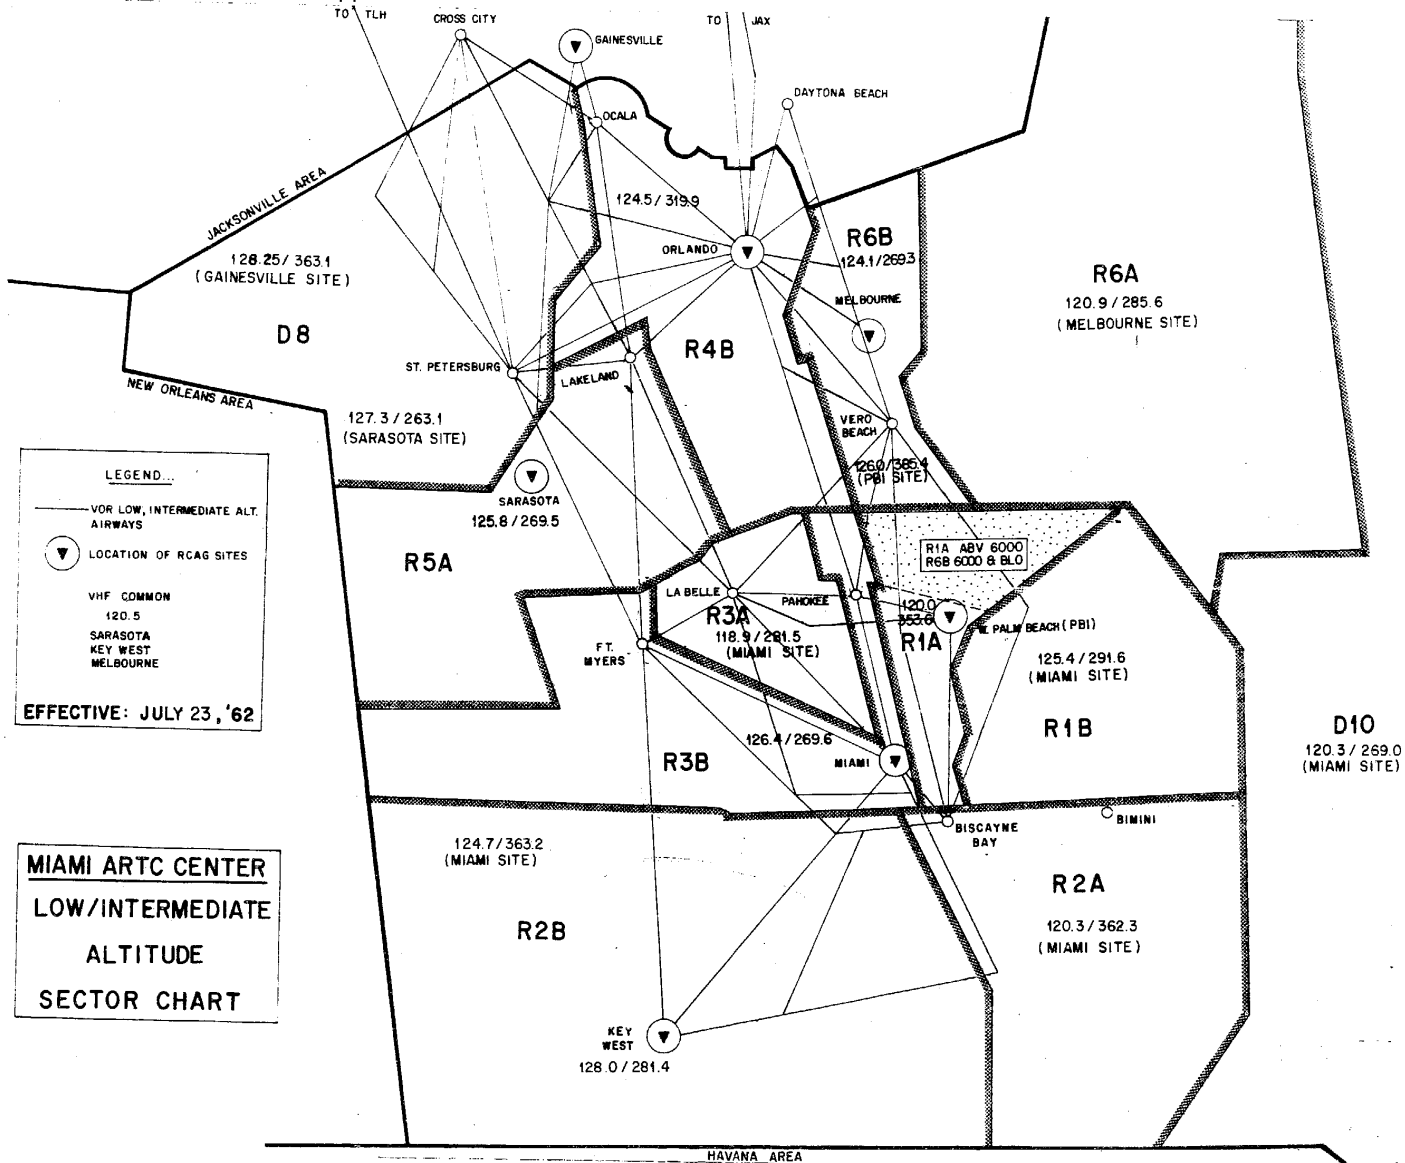 TO TLH
CROSS CITY
GAINESVILLE
TO JAX
DAYTONA BEACH
OCALA
JACKSONVILLE AREA
124.5 / 319.9
ORLANDO
R6B
124.1 / 269.3
MELBOURNE
128.25 / 363.1
(GAINESVILLE SITE)
D8
R6A
120.9 / 285.6
(MELBOURNE SITE)
R4B
ST. PETERSBURG
LAKELAND
NEW ORLEANS AREA
127.3 / 263.1
(SARASOTA SITE)
VERO
BEACH
126.0 / 385.4
(PBI SITE)
LEGEND...
VOR LOW, INTERMEDIATE ALT.
AIRWAYS
LOCATION OF RCAG SITES
VHF COMMON
120.5
SARASOTA
KEY WEST
MELBOURNE
EFFECTIVE: JULY 23, '62
SARASOTA
125.8 / 269.5
R5A
R1A ABV 6000
R6B 6000 & BLO
LA BELLE
PAHOKEE
R3A
118.9 / 281.5
(MIAMI SITE)
120.0
353.6
R1A
W. PALM BEACH (PBI)
FT.
MYERS
125.4 / 291.6
(MIAMI SITE)
R1B
D10
120.3 / 269.0
(MIAMI SITE)
126.4 / 269.6
R3B
MIAMI
BISCAYNE
BAY
BIMINI
124.7 / 363.2
(MIAMI SITE)
MIAMI ARTC CENTER
LOW/INTERMEDIATE
ALTITUDE
SECTOR CHART
R2A
120.3 / 362.3
(MIAMI SITE)
R2B
KEY
WEST
128.0 / 281.4
HAVANA AREA